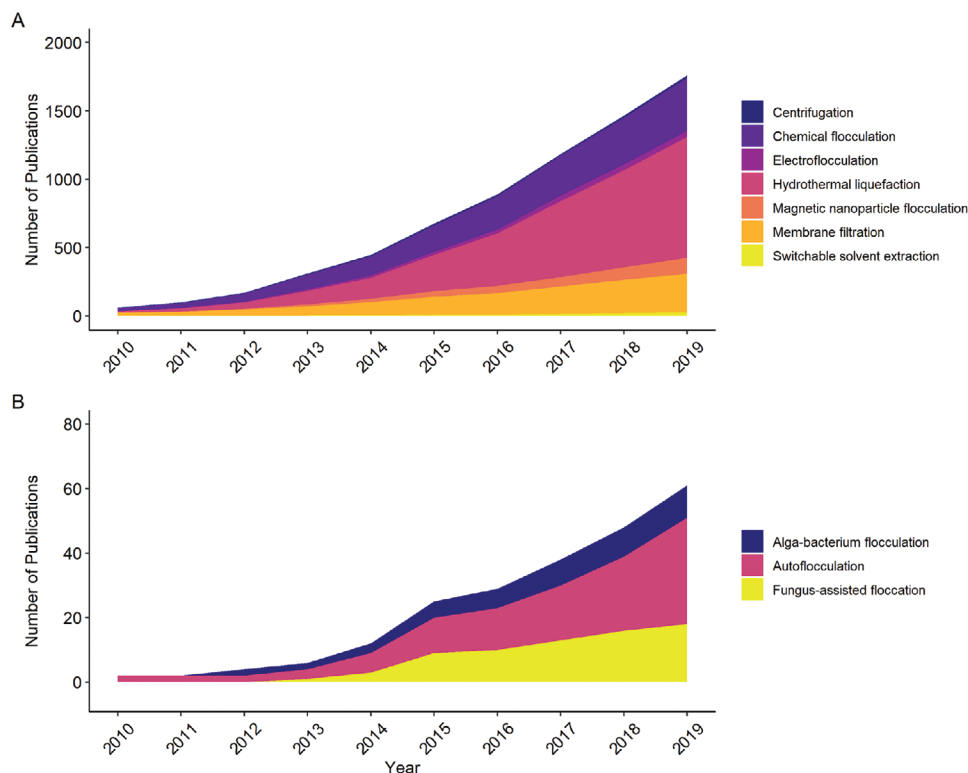 A
Number of Publications
2000
1500
1000
500
0
2010
2011
2012
2013
2014
2015
2016
2017
2018
2019
Centrifugation
Chemical flocculation
Electroflocculation
Hydrothermal liquefaction
Magnetic nanoparticle flocculation
Membrane filtration
Switchable solvent extraction
B
Number of Publications
80
60
40
20
0
2010
2011
2012
2013
2014
2015
2016
2017
2018
2019
Year
Alga-bacterium flocculation
Autoflocculation
Fungus-assisted floccation